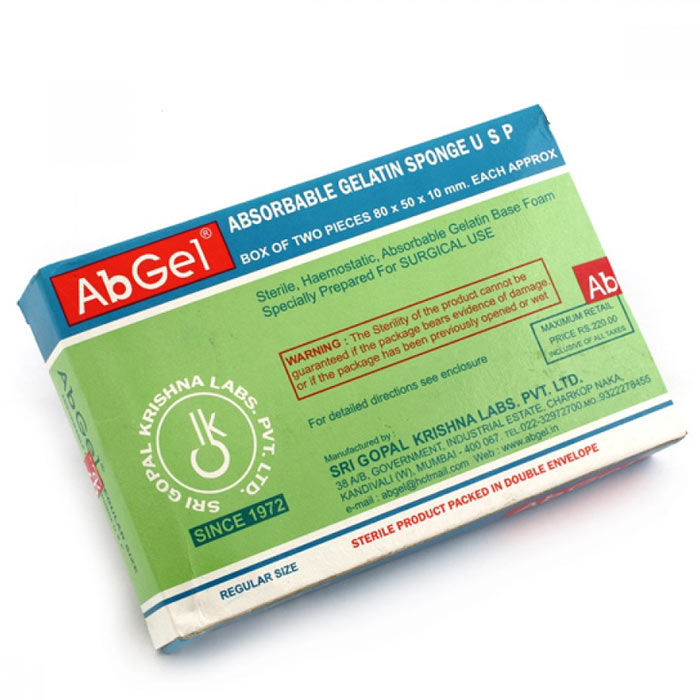 AbGel®
ABSORBABLE GELATIN SPONGE U S P
BOX OF TWO PIECES 80 x 50 x 10 mm. EACH APPROX
Sterile, Haemostatic, Absorbable Gelatin Base Foam
Specially Prepared For SURGICAL USE
WARNING : The Sterility of the product cannot be
guaranteed if the package bears evidence of damage.
or if the package has been previously opened or wet
Ab
MAXIMUM RETAIL
PRICE RS.220.00
INCLUSIVE OF ALL TAXES
For detailed directions see enclosure
Manufactured by
SRI GOPAL KRISHNA LABS. PVT. LTD.
38 A/B, GOVERNMENT, INDUSTRIAL ESTATE, CHARKOP NAKA,
KANDIVALI (W), MUMBAI - 400 067. TEL.022-32972700.MO.9322278455
e-mail : abgel@hotmail.com Web : www.abgel.in
SRI GOPAL KRISHNA LABS. PVT. LTD.
SINCE 1972
REGULAR SIZE
STERILE PRODUCT PACKED IN DOUBLE ENVELOPE
AbGel®